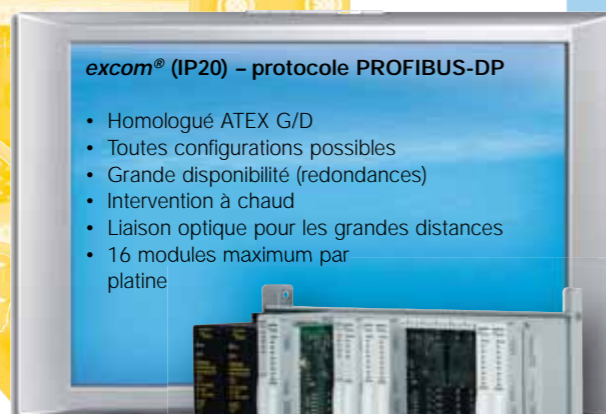 excom® (IP20) – protocole PROFIBUS-DP
• Homologué ATEX G/D
• Toutes configurations possibles
• Grande disponibilité (redondances)
• Intervention à chaud
• Liaison optique pour les grandes distances
• 16 modules maximum par
platine